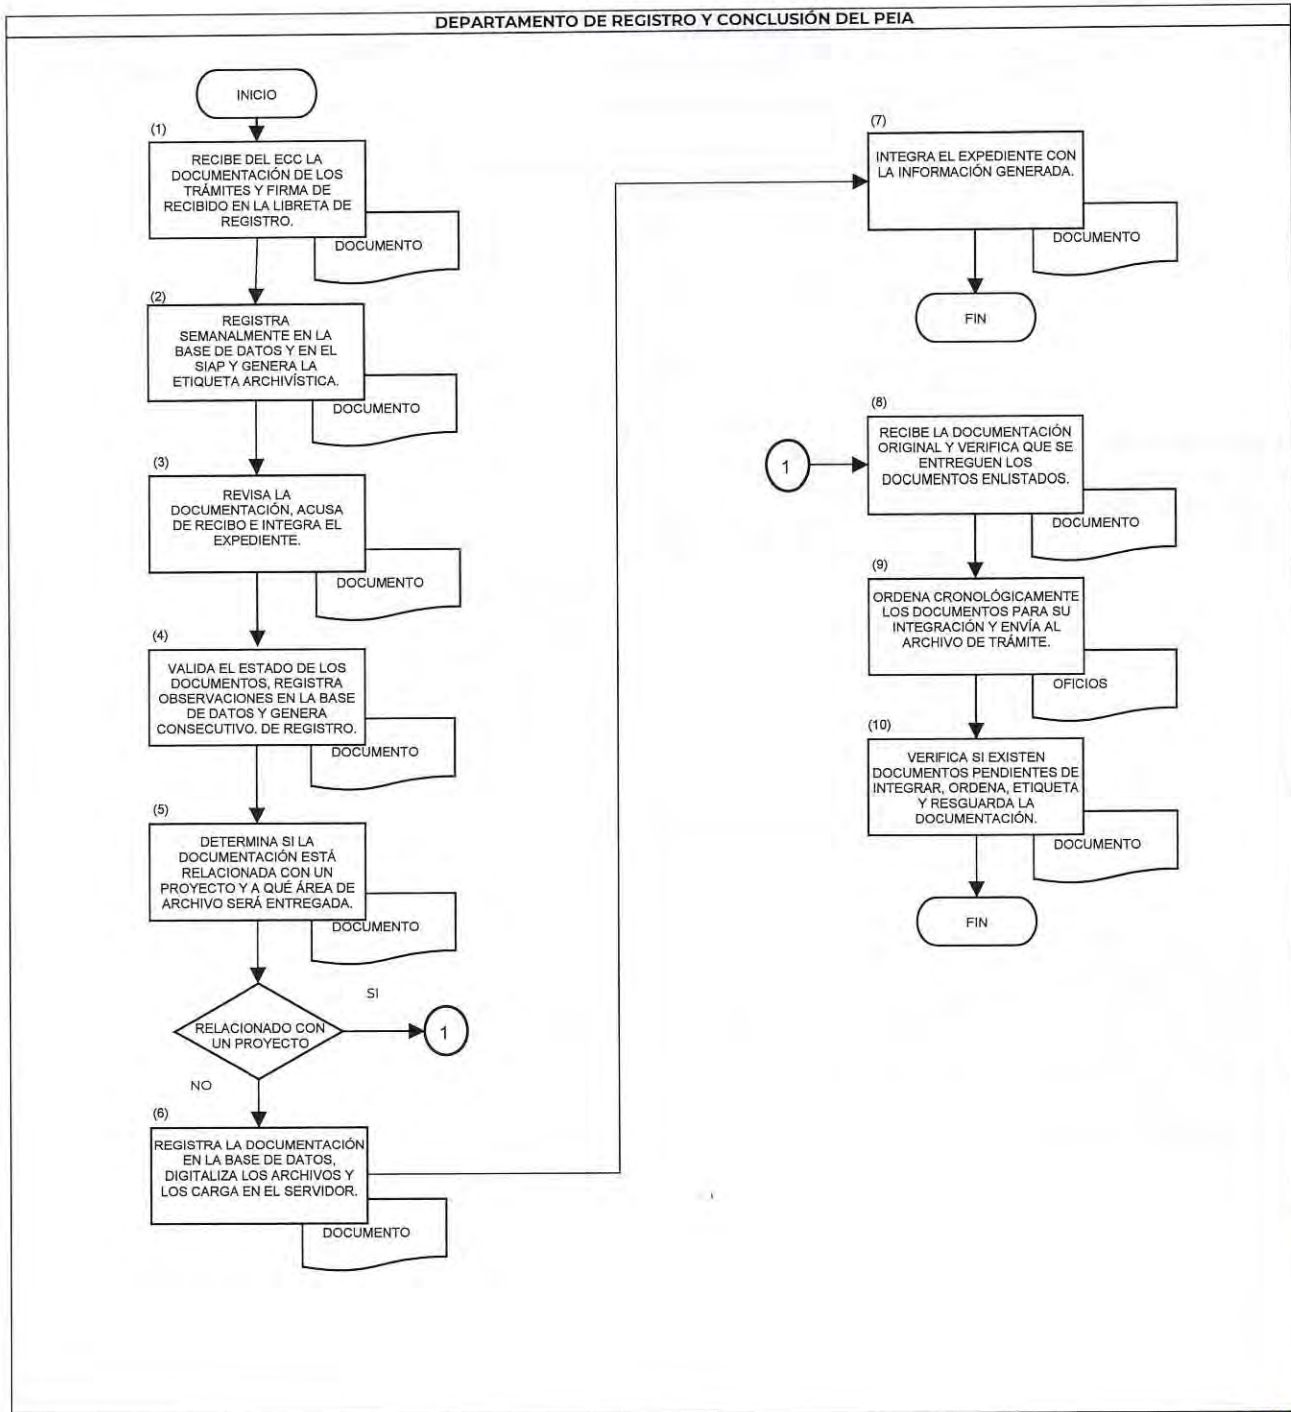 DEPARTAMENTO DE REGISTRO Y CONCLUSIÓN DEL PEIA
INICIO
(1)
RECIBE DEL ECC LA
DOCUMENTACIÓN DE LOS
TRÁMITES Y FIRMA DE
RECIBIDO EN LA LIBRETA DE
REGISTRO.
DOCUMENTO
(2)
REGISTRA
SEMANALMENTE EN LA
BASE DE DATOS Y EN EL
SIAP Y GENERA LA
ETIQUETA ARCHIVÍSTICA.
DOCUMENTO
(3)
REVISA LA
DOCUMENTACIÓN, ACUSA
DE RECIBO E INTEGRA EL
EXPEDIENTE.
DOCUMENTO
(4)
VALIDA EL ESTADO DE LOS
DOCUMENTOS, REGISTRA
OBSERVACIONES EN LA BASE
DE DATOS Y GENERA
CONSECUTIVO. DE REGISTRO.
DOCUMENTO
(5)
DETERMINA SI LA
DOCUMENTACIÓN ESTÁ
RELACIONADA CON UN
PROYECTO Y A QUÉ ÁREA DE
ARCHIVO SERÁ ENTREGADA.
DOCUMENTO
SI
RELACIONADO CON
UN PROYECTO
1
NO
(6)
REGISTRA LA DOCUMENTACIÓN
EN LA BASE DE DATOS,
DIGITALIZA LOS ARCHIVOS Y
LOS CARGA EN EL SERVIDOR.
DOCUMENTO
(7)
INTEGRA EL EXPEDIENTE CON
LA INFORMACIÓN GENERADA.
DOCUMENTO
FIN
(8)
1
RECIBE LA DOCUMENTACIÓN
ORIGINAL Y VERIFICA QUE SE
ENTREGUEN LOS
DOCUMENTOS ENLISTADOS.
DOCUMENTO
(9)
ORDENA CRONOLÓGICAMENTE
LOS DOCUMENTOS PARA SU
INTEGRACIÓN Y ENVÍA AL
ARCHIVO DE TRÁMITE.
OFICIOS
(10)
VERIFICA SI EXISTEN
DOCUMENTOS PENDIENTES DE
INTEGRAR, ORDENA, ETIQUETA
Y RESGUARDA LA
DOCUMENTACIÓN.
DOCUMENTO
FIN